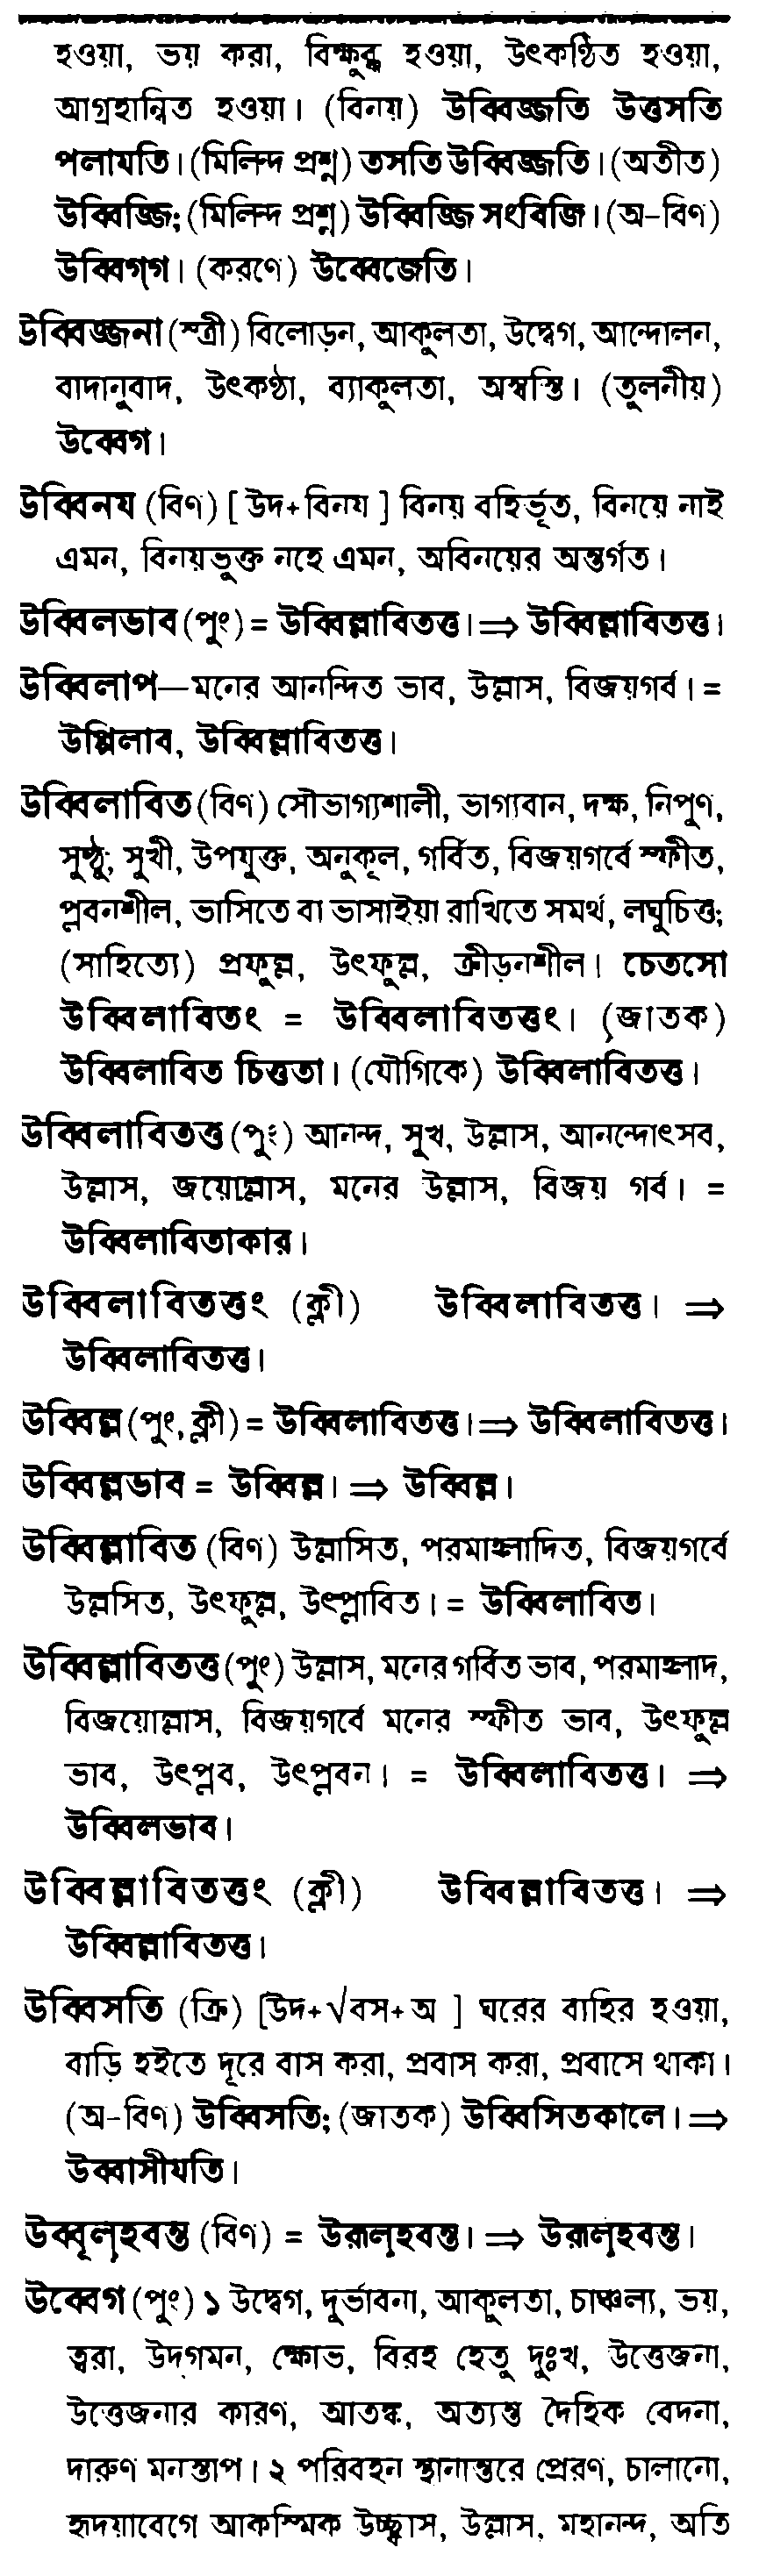 হওয়া, ভয় করা, বিক্ষুব্ধ হওয়া, উৎকণ্ঠিত হওয়া,
আগ্রহান্বিত হওয়া। (বিনয়) উব্বিজ্জতি উত্তসতি
পলাযতি। (মিলিন্দ প্রশ্ন) তসতি উব্বিজ্জতি। (অতীত)
উব্বিজ্জি; (মিলিন্দ প্রশ্ন) উব্বিজ্জি সংবিজি। (অ-বিণ)
উব্বিগ্গ। (করণে) উব্বেজেতি।
উব্বিজ্জনা (স্ত্রী) বিলোড়ন, আকুলতা, উদ্বেগ, আন্দোলন,
বাদানুবাদ, উৎকণ্ঠা, ব্যাকুলতা, অস্বস্তি। (তুলনীয়)
উব্বেগ।
উব্বিনয (বিণ) [ উদ+বিনয ] বিনয় বহির্ভূত, বিনয়ে নাই
এমন, বিনয়ভুক্ত নহে এমন, অবিনয়ের অন্তর্গত।
উব্বিলভাব (পুং) = উব্বিল্লাবিতত্ত। ⇒ উব্বিল্লাবিতত্ত।
উব্বিলাপ—মনের আনন্দিত ভাব, উল্লাস, বিজয়গর্ব। =
উপ্পিলাব, উব্বিল্লাবিতত্ত।
উব্বিলাবিত (বিণ) সৌভাগ্যশালী, ভাগ্যবান, দক্ষ, নিপুণ,
সুষ্ঠু; সুখী, উপযুক্ত, অনুকূল, গর্বিত, বিজয়গর্বে স্ফীত,
প্লবনশীল, ভাসিতে বা ভাসাইয়া রাখিতে সমর্থ, লঘুচিত্ত;
(সাহিত্যে) প্রফুল্ল, উৎফুল্ল, ক্রীড়নশীল। চেতসো
উব্বিলাবিতং = উব্বিলাবিতত্তং। (জাতক)
উব্বিলাবিত চিত্ততা। (যৌগিকে) উব্বিলাবিতত্ত।
উব্বিলাবিতত্ত (পুং) আনন্দ, সুখ, উল্লাস, আনন্দোৎসব,
উল্লাস, জয়োল্লাস, মনের উল্লাস, বিজয় গর্ব। =
উব্বিলাবিতাকার।
উব্বিলাবিতত্তং (ক্লী) উব্বিলাবিতত্ত। ⇒
উব্বিলাবিতত্ত।
উব্বিল্ল (পুং, ক্লী) = উব্বিলাবিতত্ত। ⇒ উব্বিলাবিতত্ত।
উব্বিল্লভাব = উব্বিল্ল। ⇒ উব্বিল্ল।
উব্বিল্লাবিত (বিণ) উল্লাসিত, পরমাহ্লাদিত, বিজয়গর্বে
উল্লসিত, উৎফুল্ল, উৎপ্লাবিত। = উব্বিলাবিত।
উব্বিল্লাবিতত্ত (পুং) উল্লাস, মনের গর্বিত ভাব, পরমাহ্লাদ,
বিজয়োল্লাস, বিজয়গর্বে মনের স্ফীত ভাব, উৎফুল্ল
ভাব, উৎপ্লব, উৎপ্লবন। = উব্বিলাবিতত্ত। ⇒
উব্বিলভাব।
উব্বিল্লাবিতত্তং (ক্লী) উব্বিল্লাবিতত্ত। ⇒
উব্বিল্লাবিতত্ত।
উব্বিসতি (ক্রি) [উদ+√বস+অ ] ঘরের বাহির হওয়া,
বাড়ি হইতে দূরে বাস করা, প্রবাস করা, প্রবাসে থাকা।
(অ-বিণ) উব্বিসতি; (জাতক) উব্বিসিতকালে। ⇒
উব্বাসীযতি।
উব্বূল্হবন্ত (বিণ) = উরূল্হবন্ত। ⇒ উরূল্হবন্ত।
উব্বেগ (পুং) ১ উদ্বেগ, দুর্ভাবনা, আকুলতা, চাঞ্চল্য, ভয়,
ত্বরা, উদ্গমন, ক্ষোভ, বিরহ হেতু দুঃখ, উত্তেজনা,
উত্তেজনার কারণ, আতঙ্ক, অত্যন্ত দৈহিক বেদনা,
দারুণ মনস্তাপ। ২ পরিবহন স্থানান্তরে প্রেরণ, চালানো,
হৃদয়াবেগে আকস্মিক উচ্ছ্বাস, উল্লাস, মহানন্দ, অতি